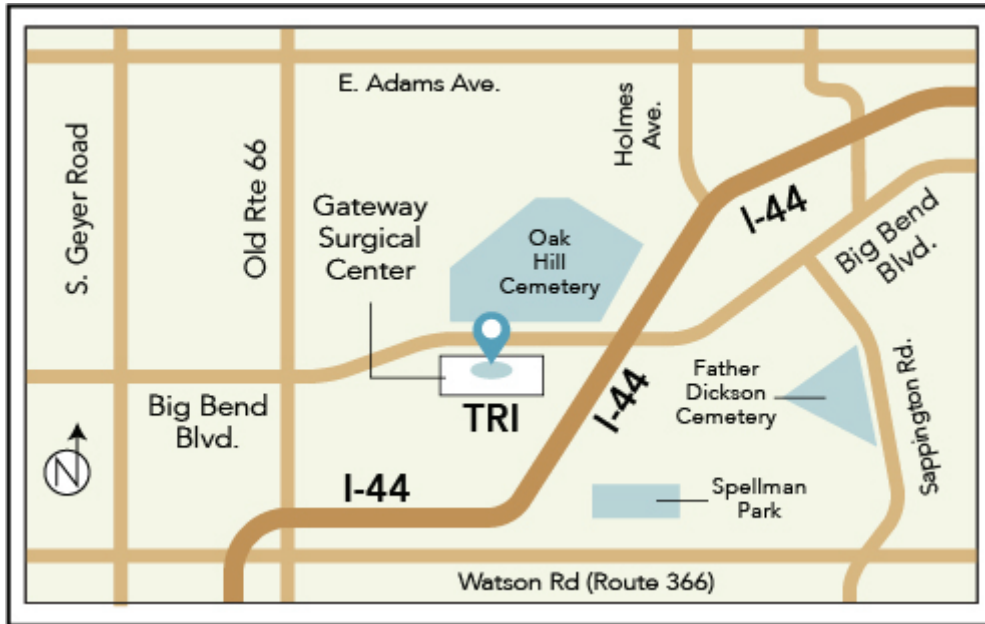 E. Adams Ave.
S. Geyer Road
Old Rte 66
Holmes
Ave.
I-44
Gateway
Surgical
Center
Oak
Hill
Cemetery
Big Bend
Blvd.
Father
Dickson
Cemetery
Sappington Rd.
I-44
Big Bend
Blvd.
TRI
N
I-44
Spellman
Park
Watson Rd (Route 366)